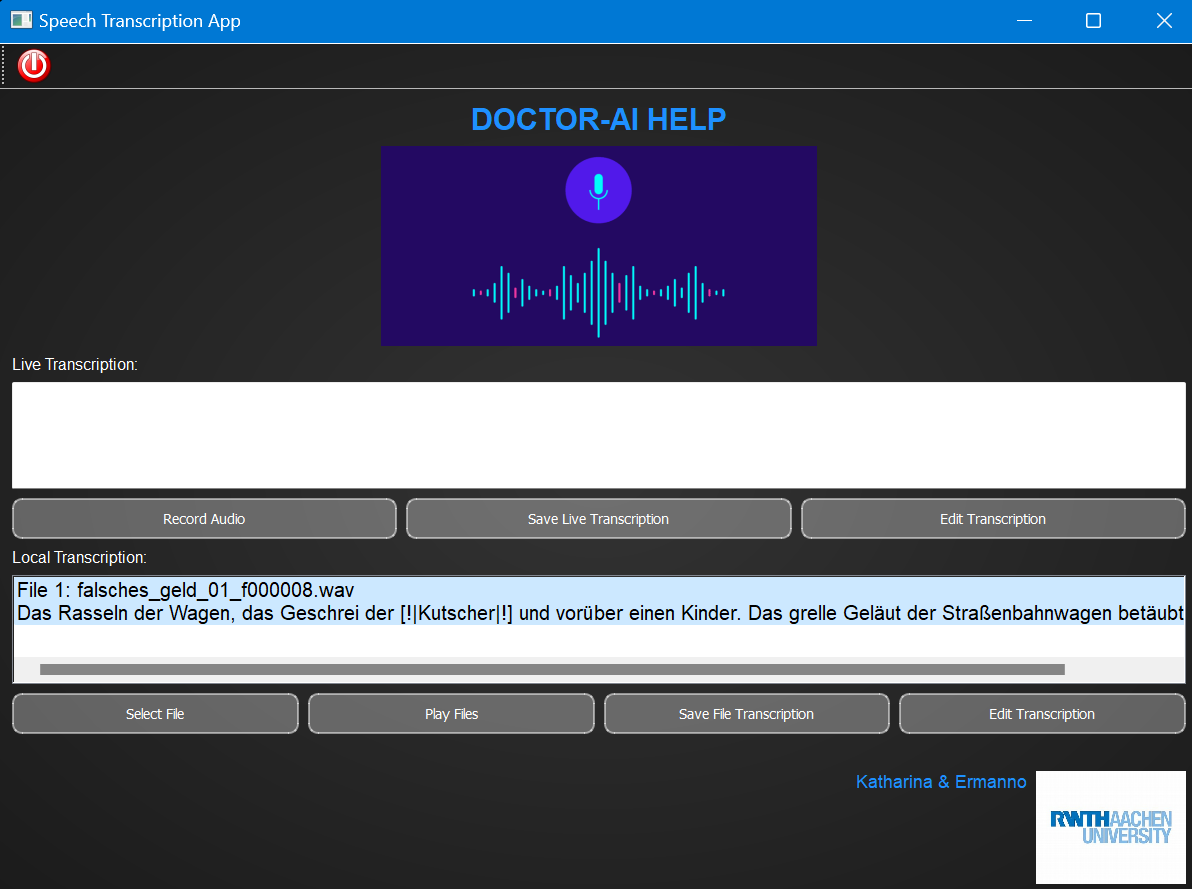 Speech Transcription App
DOCTOR-AI HELP
Live Transcription:
Record Audio
Save Live Transcription
Edit Transcription
Local Transcription:
File 1: falsches_geld_01_f000008.wav
Das Rasseln der Wagen, das Geschrei der [!|Kutscher|!] und vorüber einen Kinder. Das grelle Geläut der Straßenbahnwagen betäubt
Select File
Play Files
Save File Transcription
Edit Transcription
Katharina & Ermanno
RWTHAACHEN
UNIVERSITY